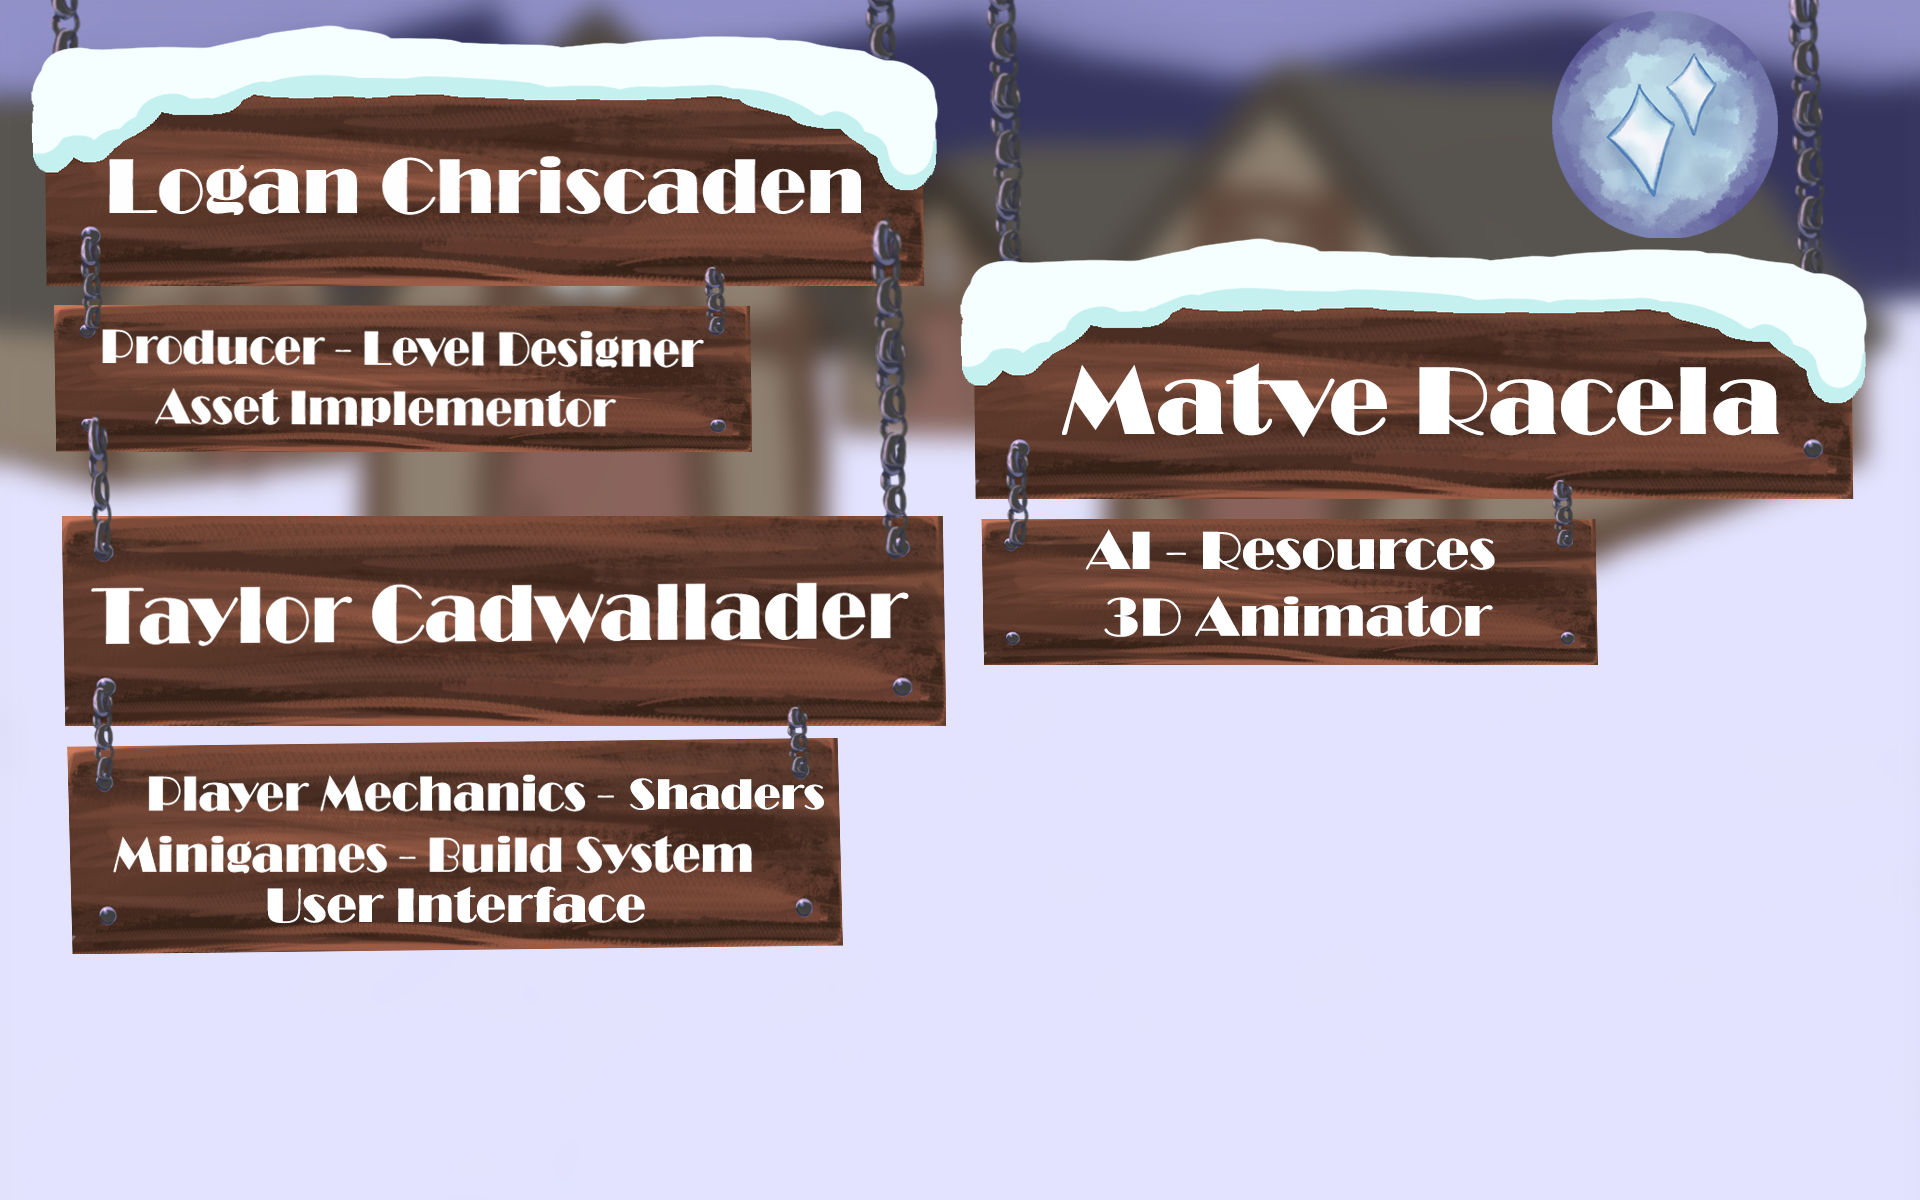 Logan Chriscaden
Producer - Level Designer
Asset Implementor
Taylor Cadwallader
Player Mechanics - Shaders
Minigames - Build System
User Interface
Matve Racela
AI - Resources
3D Animator